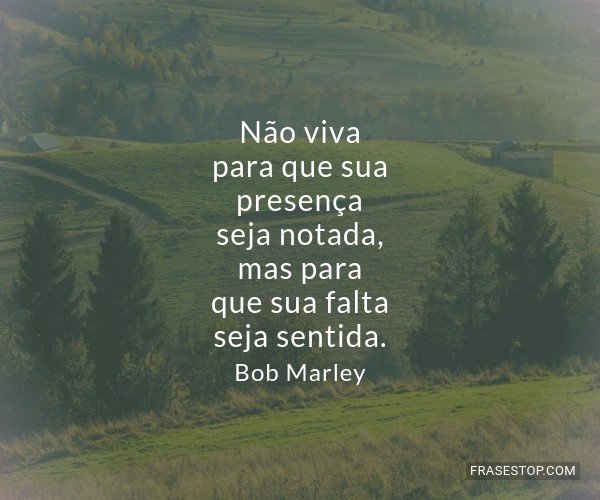 Não viva
para que sua
presença
seja notada,
mas para
que sua falta
seja sentida.
Bob Marley
FRASESTOP.COM